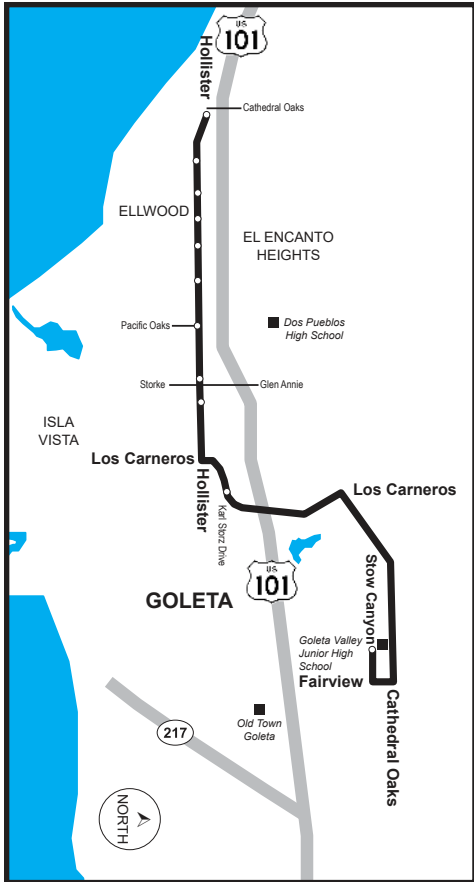 U.S.
101
Hollister
Cathedral Oaks
ELLWOOD
EL ENCANTO
HEIGHTS
Pacific Oaks
Dos Pueblos
High School
Storke
Glen Annie
ISLA
VISTA
Los Carneros
Hollister
Los Carneros
Karl Storz Drive
Stow Canyon
U.S.
101
GOLETA
Goleta Valley
Junior High
School
Fairview
Cathedral Oaks
Old Town
Goleta
217
NORTH